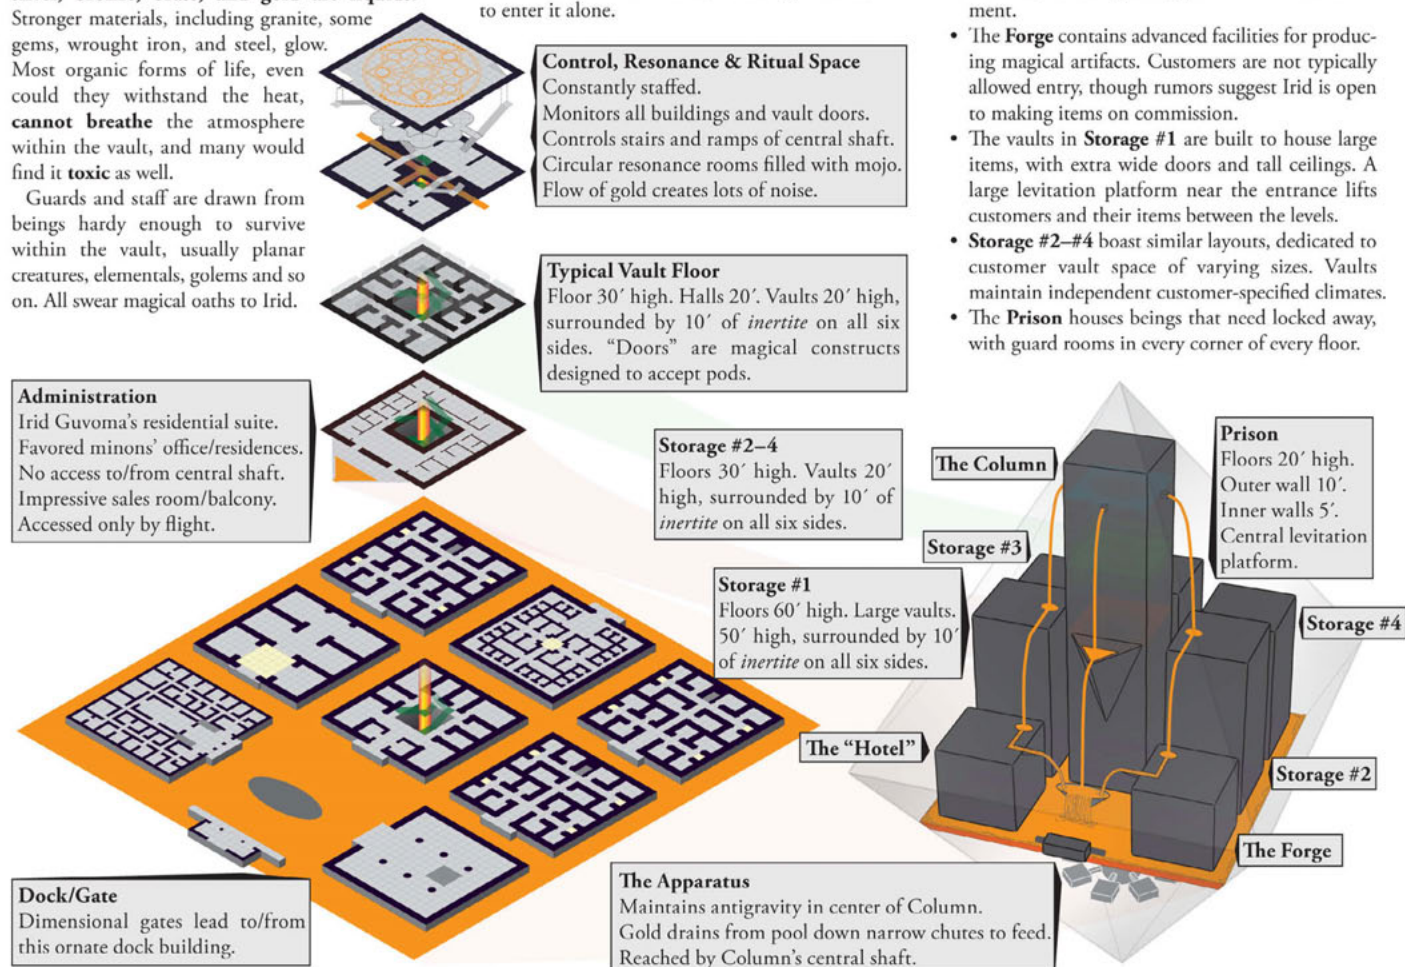 Stronger materials, including granite, some
gems, wrought iron, and steel, glow.
Most organic forms of life, even
could they withstand the heat,
cannot breathe the atmosphere
within the vault, and many would
find it toxic as well.
Guards and staff are drawn from
beings hardy enough to survive
within the vault, usually planar
creatures, elementals, golems and so
on. All swear magical oaths to Irid.
to enter it alone.
Control, Resonance & Ritual Space
Constantly staffed.
Monitors all buildings and vault doors.
Controls stairs and ramps of central shaft.
Circular resonance rooms filled with mojo.
Flow of gold creates lots of noise.
Typical Vault Floor
Floor 30′ high. Halls 20′. Vaults 20′ high,
surrounded by 10′ of inertite on all six
sides. “Doors” are magical constructs
designed to accept pods.
ment.
• The Forge contains advanced facilities for produc-
ing magical artifacts. Customers are not typically
allowed entry, though rumors suggest Irid is open
to making items on commission.
• The vaults in Storage #1 are built to house large
items, with extra wide doors and tall ceilings. A
large levitation platform near the entrance lifts
customers and their items between the levels.
• Storage #2–#4 boast similar layouts, dedicated to
customer vault space of varying sizes. Vaults
maintain independent customer-specified climates.
• The Prison houses beings that need locked away,
with guard rooms in every corner of every floor.
Administration
Irid Guvoma’s residential suite.
Favored minons’ office/residences.
No access to/from central shaft.
Impressive sales room/balcony.
Accessed only by flight.
Storage #2–4
Floors 30′ high. Vaults 20′
high, surrounded by 10′ of
inertite on all six sides.
The Column
Prison
Floors 20′ high.
Outer wall 10′.
Inner walls 5′.
Central levitation
platform.
Storage #3
Storage #1
Floors 60′ high. Large vaults.
50′ high, surrounded by 10′
of inertite on all six sides.
Storage #4
The “Hotel”
Storage #2
The Forge
Dock/Gate
Dimensional gates lead to/from
this ornate dock building.
The Apparatus
Maintains antigravity in center of Column.
Gold drains from pool down narrow chutes to feed.
Reached by Column’s central shaft.